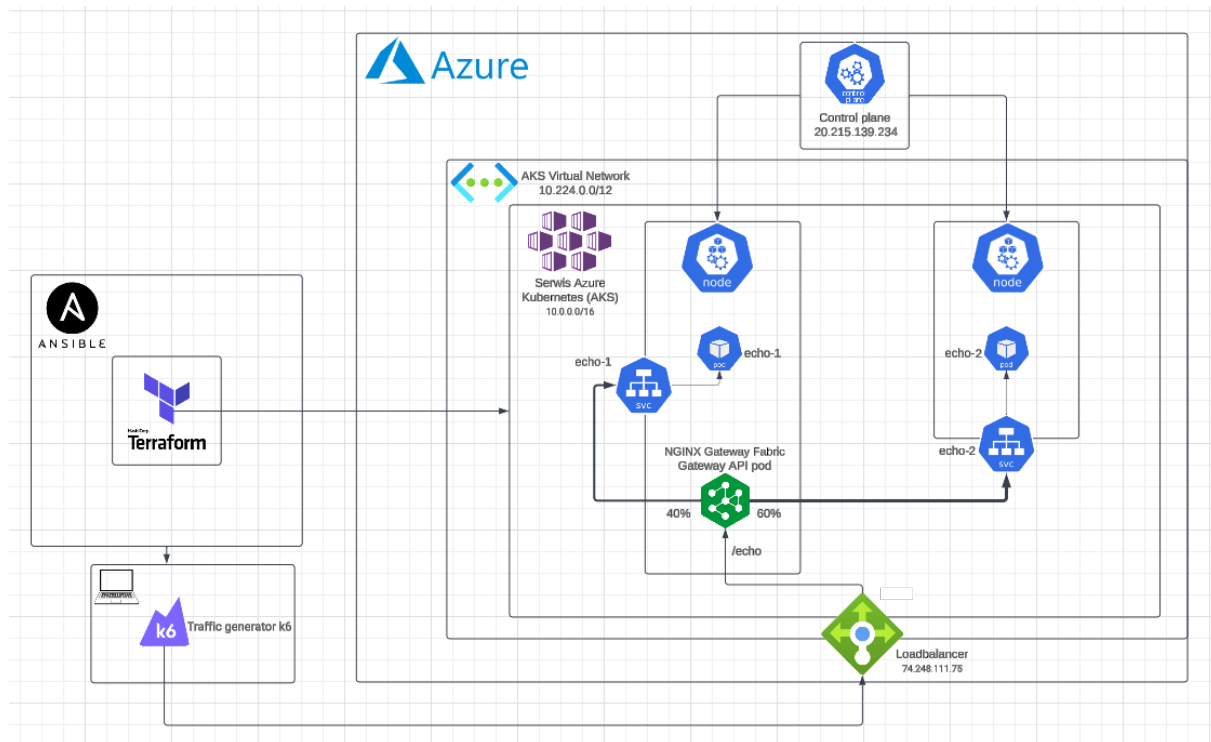 Azure
control
plane
Control plane
20.215.139.234
AKS Virtual Network
10.224.0.0/12
Serwis Azure
Kubernetes (AKS)
10.0.0.0/16
node
node
ANSIBLE
HashiCorp
Terraform
echo-1
svc
pod
echo-1
echo-2
pod
echo-2
svc
NGINX Gateway Fabric
Gateway API pod
40%
60%
/echo
k6
Traffic generator k6
Loadbalancer
74.248.111.75